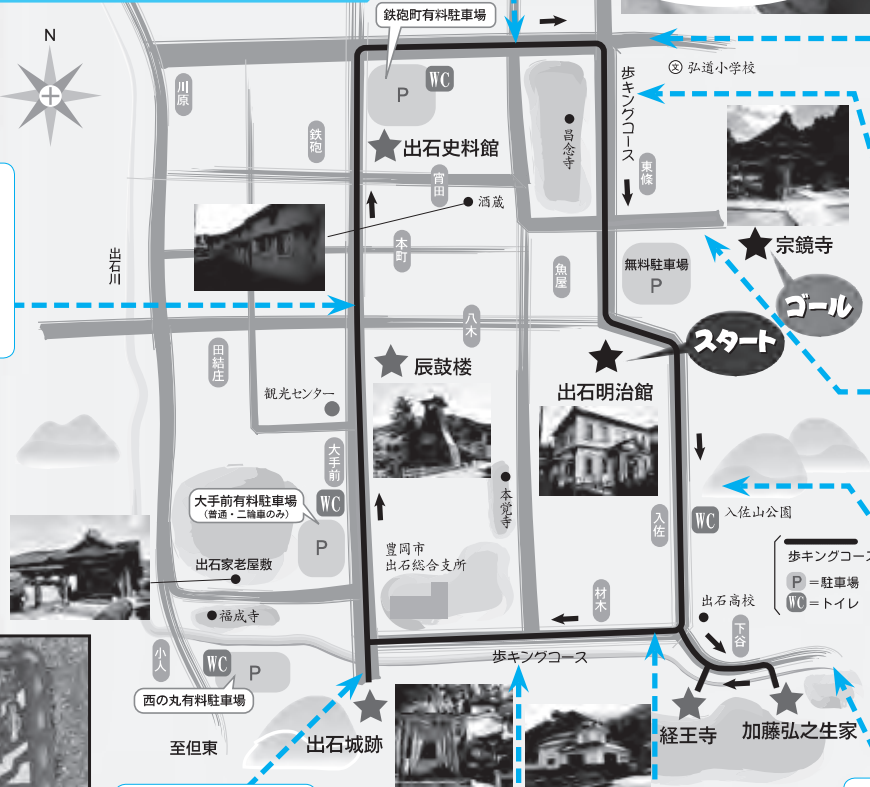 鉄砲町有料駐車場
N
P
WC
文 弘道小学校
川原
鉄砲
歩キングコース
昌念寺
東條
出石史料館
宵田
酒蔵
宗鏡寺
本町
魚屋
無料駐車場
P
出石川
ゴール
八木
スタート
田結庄
辰鼓楼
出石明治館
観光センター
大手前
大手前有料駐車場
(普通・二輪車のみ)
WC
P
本覚寺
入佐
WC
入佐山公園
豊岡市
出石総合支所
歩キングコース
P=駐車場
WC=トイレ
出石家老屋敷
材木
出石高校
下谷
福成寺
小人
WC
P
西の丸有料駐車場
歩キングコース
出石城跡
経王寺
加藤弘之生家
至但東